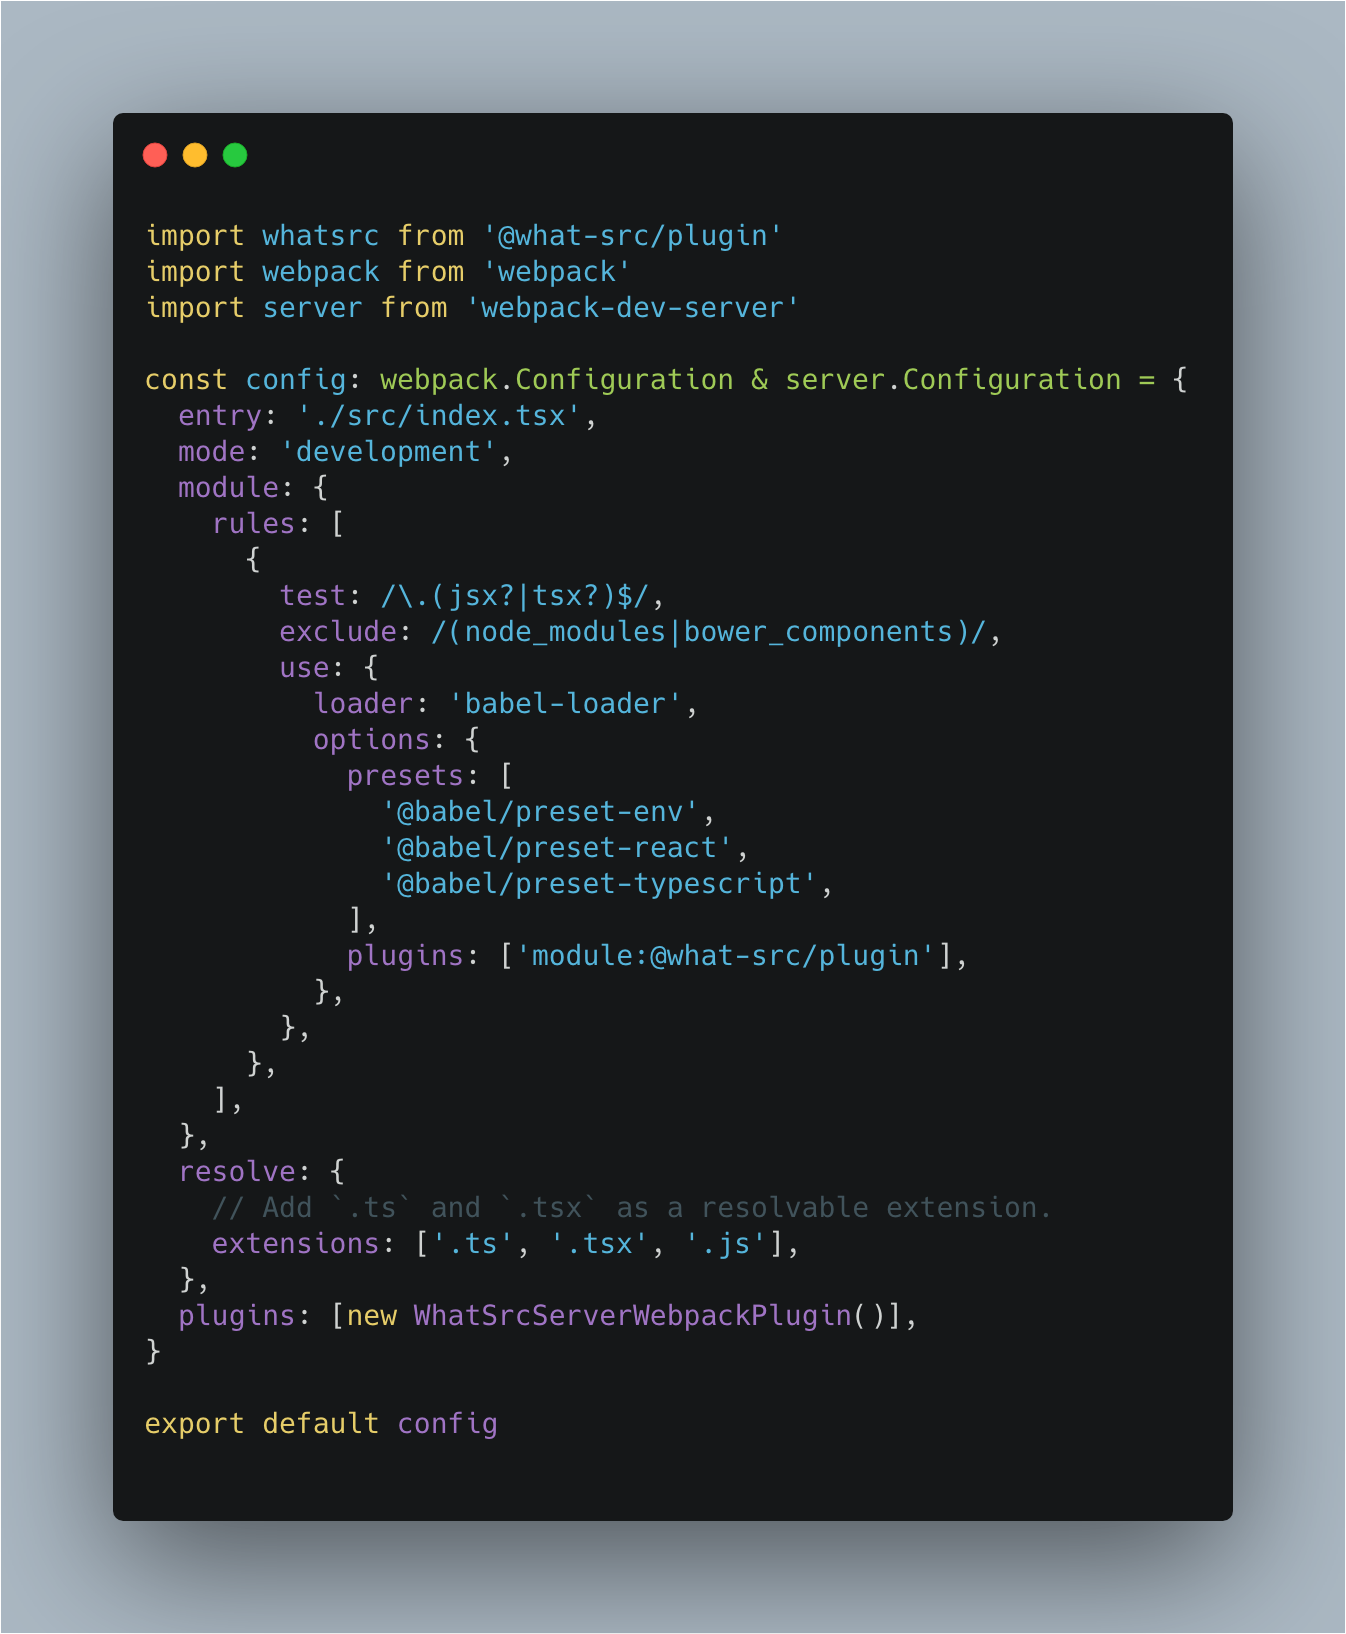 import whatsrc from '@what-src/plugin'
import webpack from 'webpack'
import server from 'webpack-dev-server'

const config: webpack.Configuration & server.Configuration = {
  entry: './src/index.tsx',
  mode: 'development',
  module: {
    rules: [
      {
        test: /\.(jsx?|tsx?)$/,
        exclude: /(node_modules|bower_components)/,
        use: {
          loader: 'babel-loader',
          options: {
            presets: [
              '@babel/preset-env',
              '@babel/preset-react',
              '@babel/preset-typescript',
            ],
            plugins: ['module:@what-src/plugin'],
          },
        },
      },
    ],
  },
  resolve: {
    // Add `.ts` and `.tsx` as a resolvable extension.
    extensions: ['.ts', '.tsx', '.js'],
  },
  plugins: [new WhatSrcServerWebpackPlugin()],
}

export default config